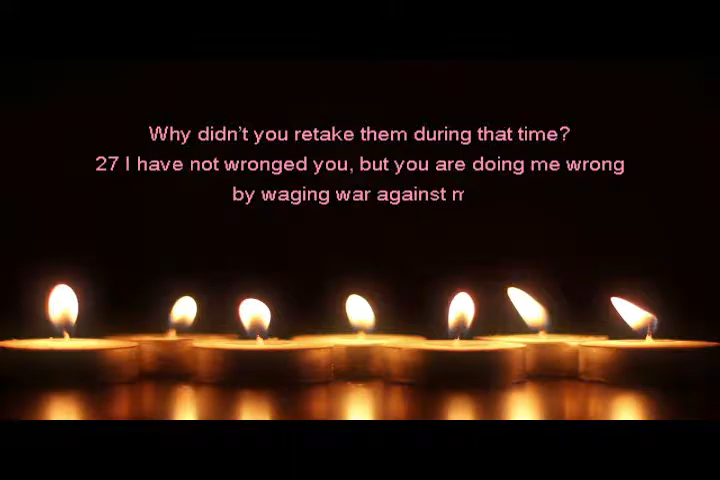 Why didn't you retake them during that time?
27 I have not wronged you, but you are doing me wrong
by waging war against